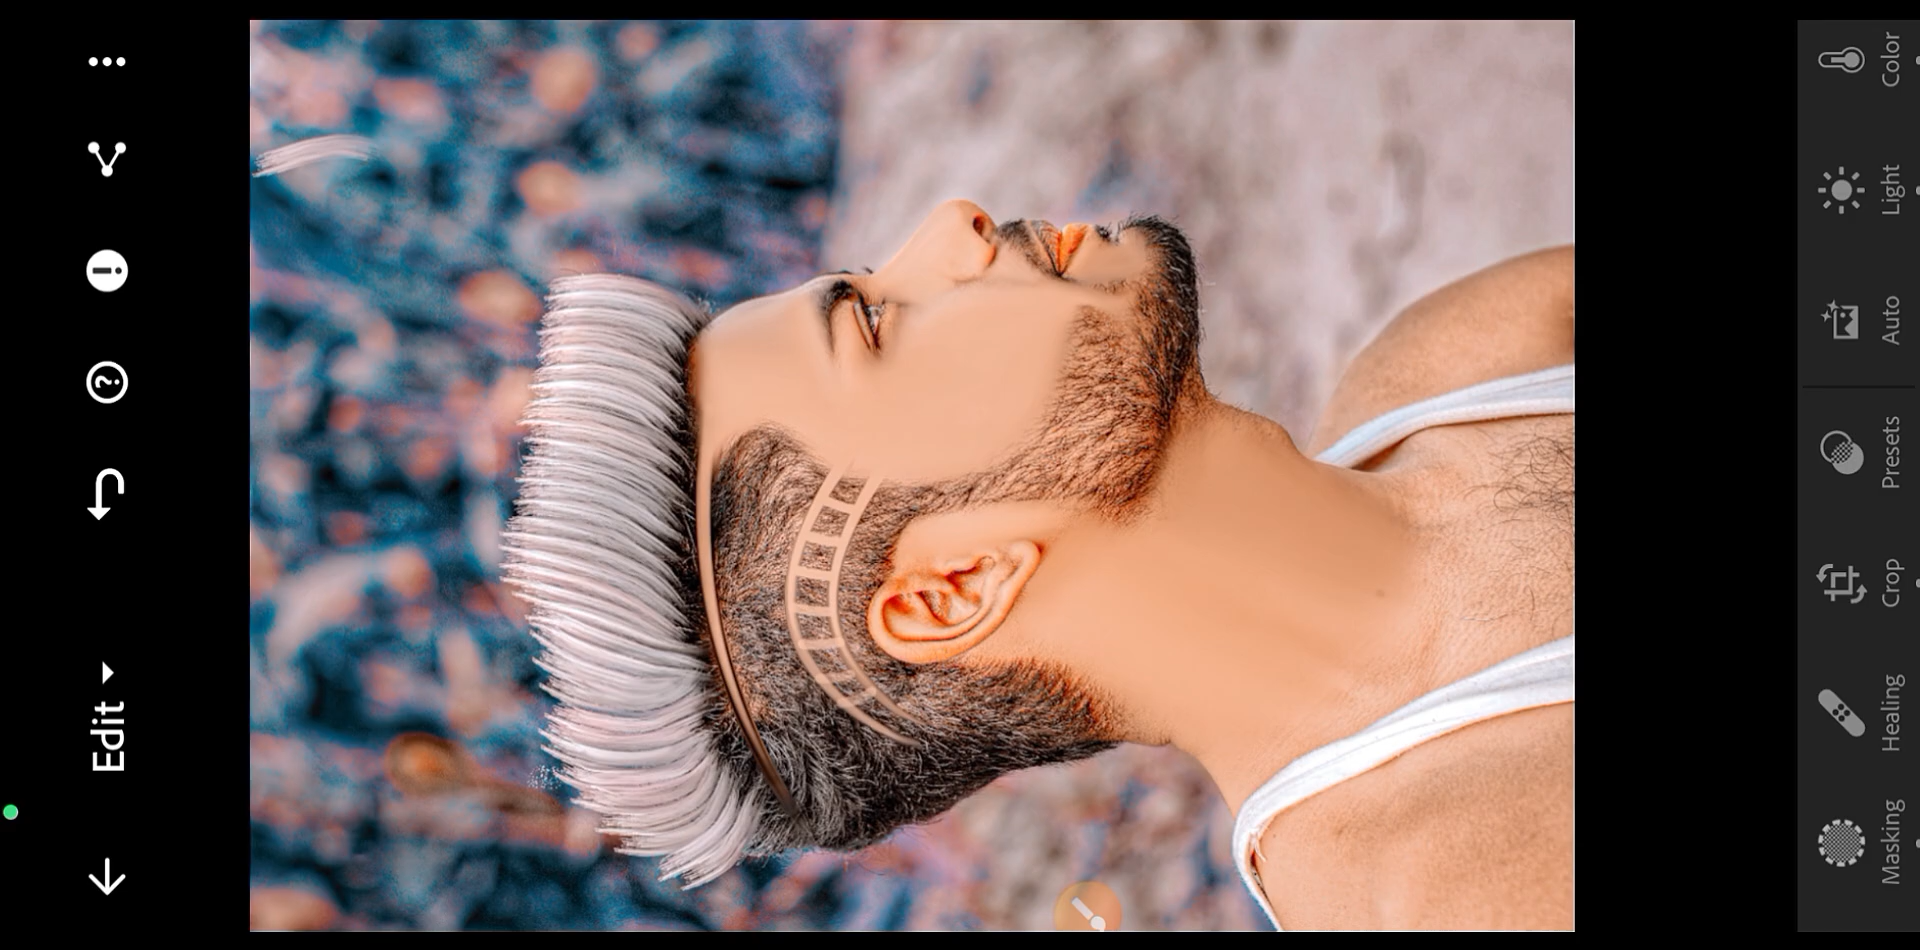 Edit
Masking
Healing
Crop
Presets
Auto
Light
Color